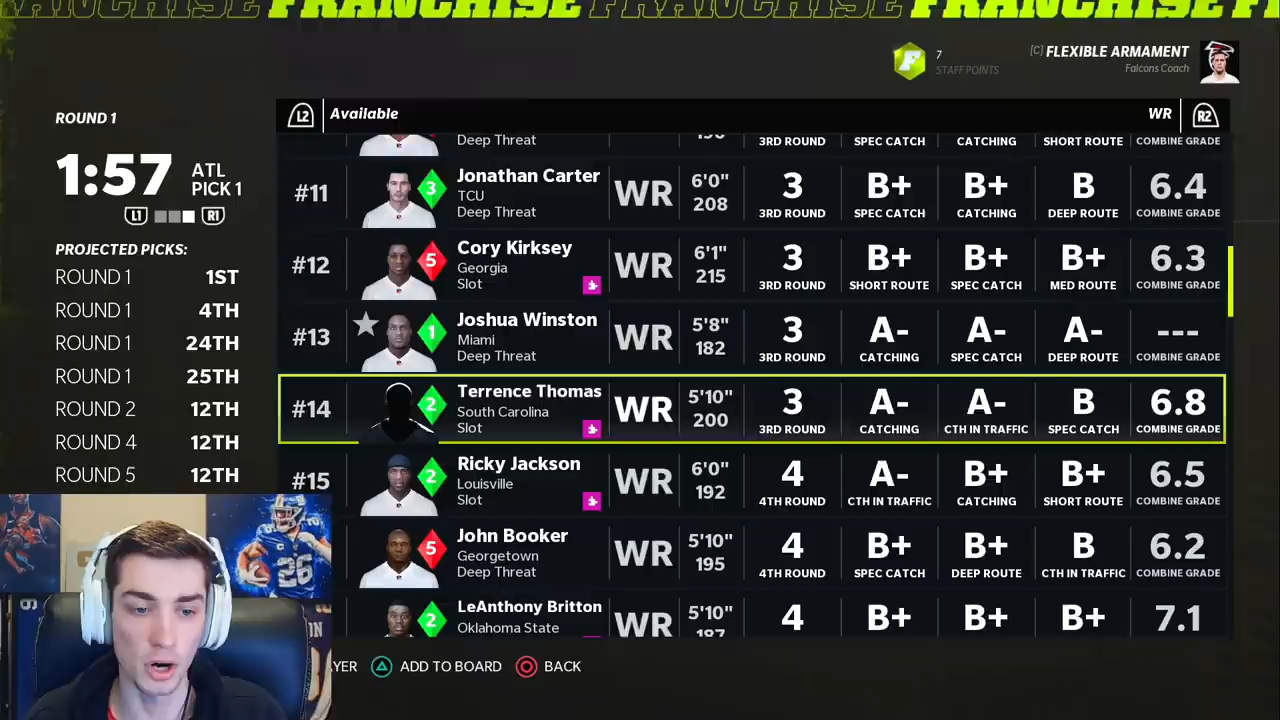 FRANCHISE FRANCHISE FRANCHISE FRANCHISE F
7
STAFF POINTS
[C] FLEXIBLE ARMAMENT
Falcons Coach
ROUND 1
1:57 ATL PICK 1
L1 R1
PROJECTED PICKS:
ROUND 1 1ST
ROUND 1 4TH
ROUND 1 24TH
ROUND 1 25TH
ROUND 2 12TH
ROUND 4 12TH
ROUND 5 12TH
L2 Available WR R2
Deep Threat 3RD ROUND SPEC CATCH CATCHING SHORT ROUTE COMBINE GRADE
#11 3 Jonathan Carter WR 6'0" 3 B+ B+ B 6.4
TCU 208
Deep Threat 3RD ROUND SPEC CATCH CATCHING DEEP ROUTE COMBINE GRADE
#12 5 Cory Kirksey WR 6'1" 3 B+ B+ B+ 6.3
Georgia 215
Slot 3RD ROUND SHORT ROUTE SPEC CATCH MED ROUTE COMBINE GRADE
#13 1 Joshua Winston WR 5'8" 3 A- A- A- ---
Miami 182
Deep Threat 3RD ROUND CATCHING SPEC CATCH DEEP ROUTE COMBINE GRADE
#14 2 Terrence Thomas WR 5'10" 3 A- A- B 6.8
South Carolina 200
Slot 3RD ROUND CATCHING CTH IN TRAFFIC SPEC CATCH COMBINE GRADE
#15 2 Ricky Jackson WR 6'0" 4 A- B+ B+ 6.5
Louisville 192
Slot 4TH ROUND CTH IN TRAFFIC CATCHING SHORT ROUTE COMBINE GRADE
5 John Booker WR 5'10" 4 B+ B+ B 6.2
Georgetown 195
Deep Threat 4TH ROUND SPEC CATCH DEEP ROUTE CTH IN TRAFFIC COMBINE GRADE
2 LeAnthony Britton WR 5'10" 4 B+ B+ B+ 7.1
Oklahoma State 187
YER ADD TO BOARD BACK
26